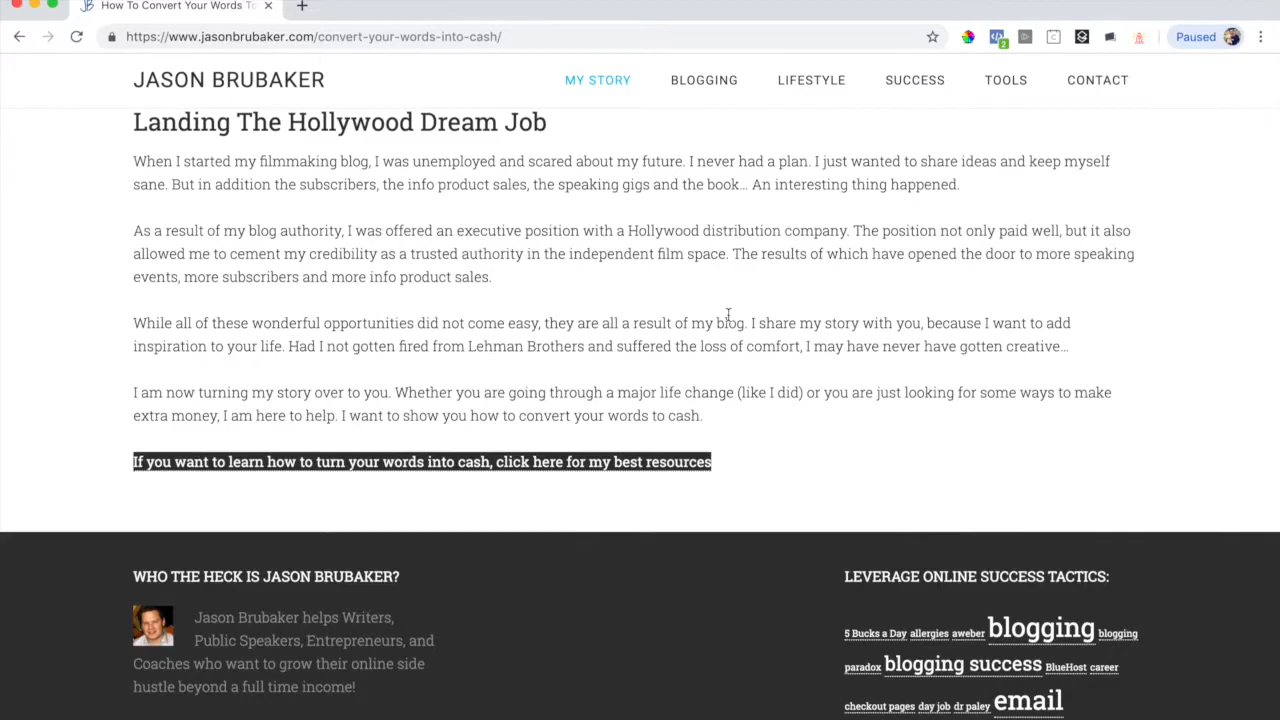 How To Convert Your Words To
https://www.jasonbrubaker.com/convert-your-words-into-cash/
2
Paused
JASON BRUBAKER
MY STORY
BLOGGING
LIFESTYLE
SUCCESS
TOOLS
CONTACT
Landing The Hollywood Dream Job
When I started my filmmaking blog, I was unemployed and scared about my future. I never had a plan. I just wanted to share ideas and keep myself
sane. But in addition the subscribers, the info product sales, the speaking gigs and the book… An interesting thing happened.
As a result of my blog authority, I was offered an executive position with a Hollywood distribution company. The position not only paid well, but it also
allowed me to cement my credibility as a trusted authority in the independent film space. The results of which have opened the door to more speaking
events, more subscribers and more info product sales.
While all of these wonderful opportunities did not come easy, they are all a result of my blog. I share my story with you, because I want to add
inspiration to your life. Had I not gotten fired from Lehman Brothers and suffered the loss of comfort, I may have never have gotten creative…
I am now turning my story over to you. Whether you are going through a major life change (like I did) or you are just looking for some ways to make
extra money, I am here to help. I want to show you how to convert your words to cash.
If you want to learn how to turn your words into cash, click here for my best resources
WHO THE HECK IS JASON BRUBAKER?
Jason Brubaker helps Writers,
Public Speakers, Entrepreneurs, and
Coaches who want to grow their online side
hustle beyond a full time income!
LEVERAGE ONLINE SUCCESS TACTICS:
5 Bucks a Day allergies aweber blogging blogging
paradox blogging success BlueHost career
checkout pages day job dr paley email